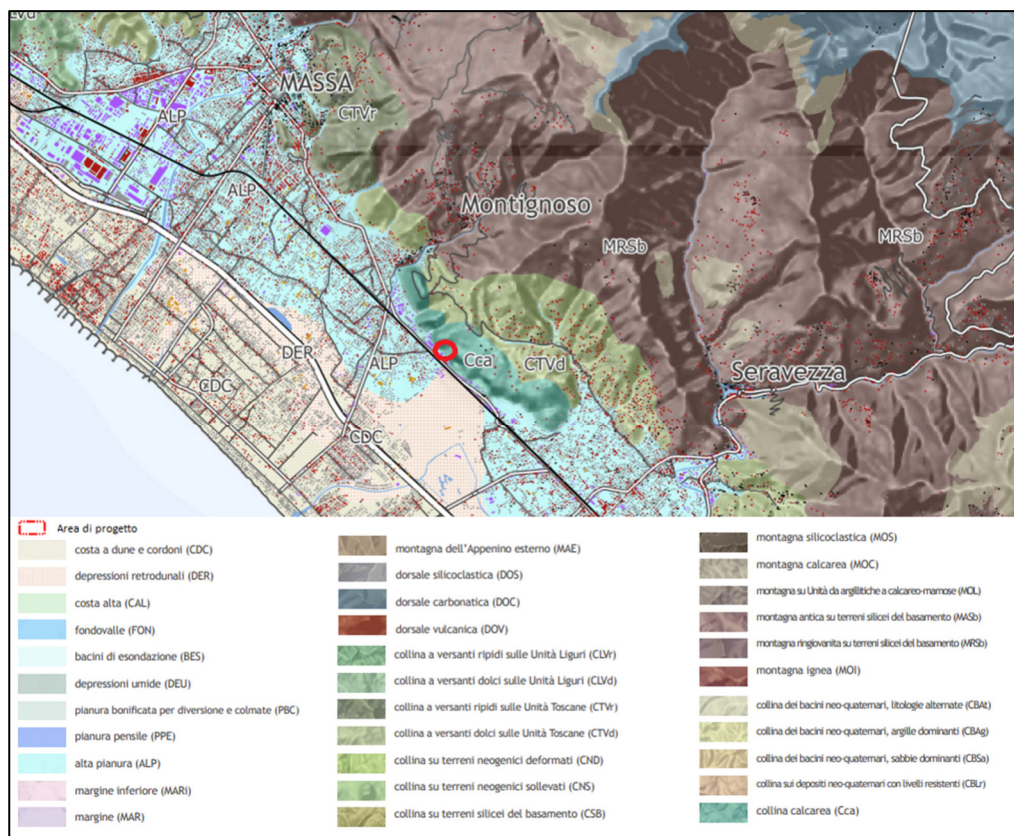 CLVd
MASSA
ALP
CTVr
ALP
Montignoso
MRSb
MRSb
DER
ALP
Cca
CTVd
Seravezza
CDC
CDC
Area di progetto
costa a dune e cordoni (CDC)
depressioni retrodunali (DER)
costa alta (CAL)
fondovalle (FON)
bacini di esondazione (BES)
depressioni umide (DEU)
pianura bonificata per diversione e colmate (PBC)
pianura pensile (PPE)
alta pianura (ALP)
margine inferiore (MARi)
margine (MAR)
montagna dell'Appenino esterno (MAE)
dorsale silicoclastica (DOS)
dorsale carbonatica (DOC)
dorsale vulcanica (DOV)
collina a versanti ripidi sulle Unità Liguri (CLVr)
collina a versanti dolci sulle Unità Liguri (CLVd)
collina a versanti ripidi sulle Unità Toscane (CTVr)
collina a versanti dolci sulle Unità Toscane (CTVd)
collina su terreni neogenici deformati (CND)
collina su terreni neogenici sollevati (CNS)
collina su terreni silicei del basamento (CSB)
montagna silicoclastica (MOS)
montagna calcarea (MOC)
montagna su Unità da argillitiche a calcareo-marnose (MOL)
montagna antica su terreni silicei del basamento (MASb)
montagna ringiovanita su terreni silicei del basamento (MRSb)
montagna ignea (MOI)
collina dei bacini neo-quaternari, litologie alternate (CBAt)
collina dei bacini neo-quaternari, argille dominanti (CBAg)
collina dei bacini neo-quaternari, sabbie dominanti (CBSa)
collina sui depositi neo-quaternari con livelli resistenti (CBLr)
collina calcarea (Cca)